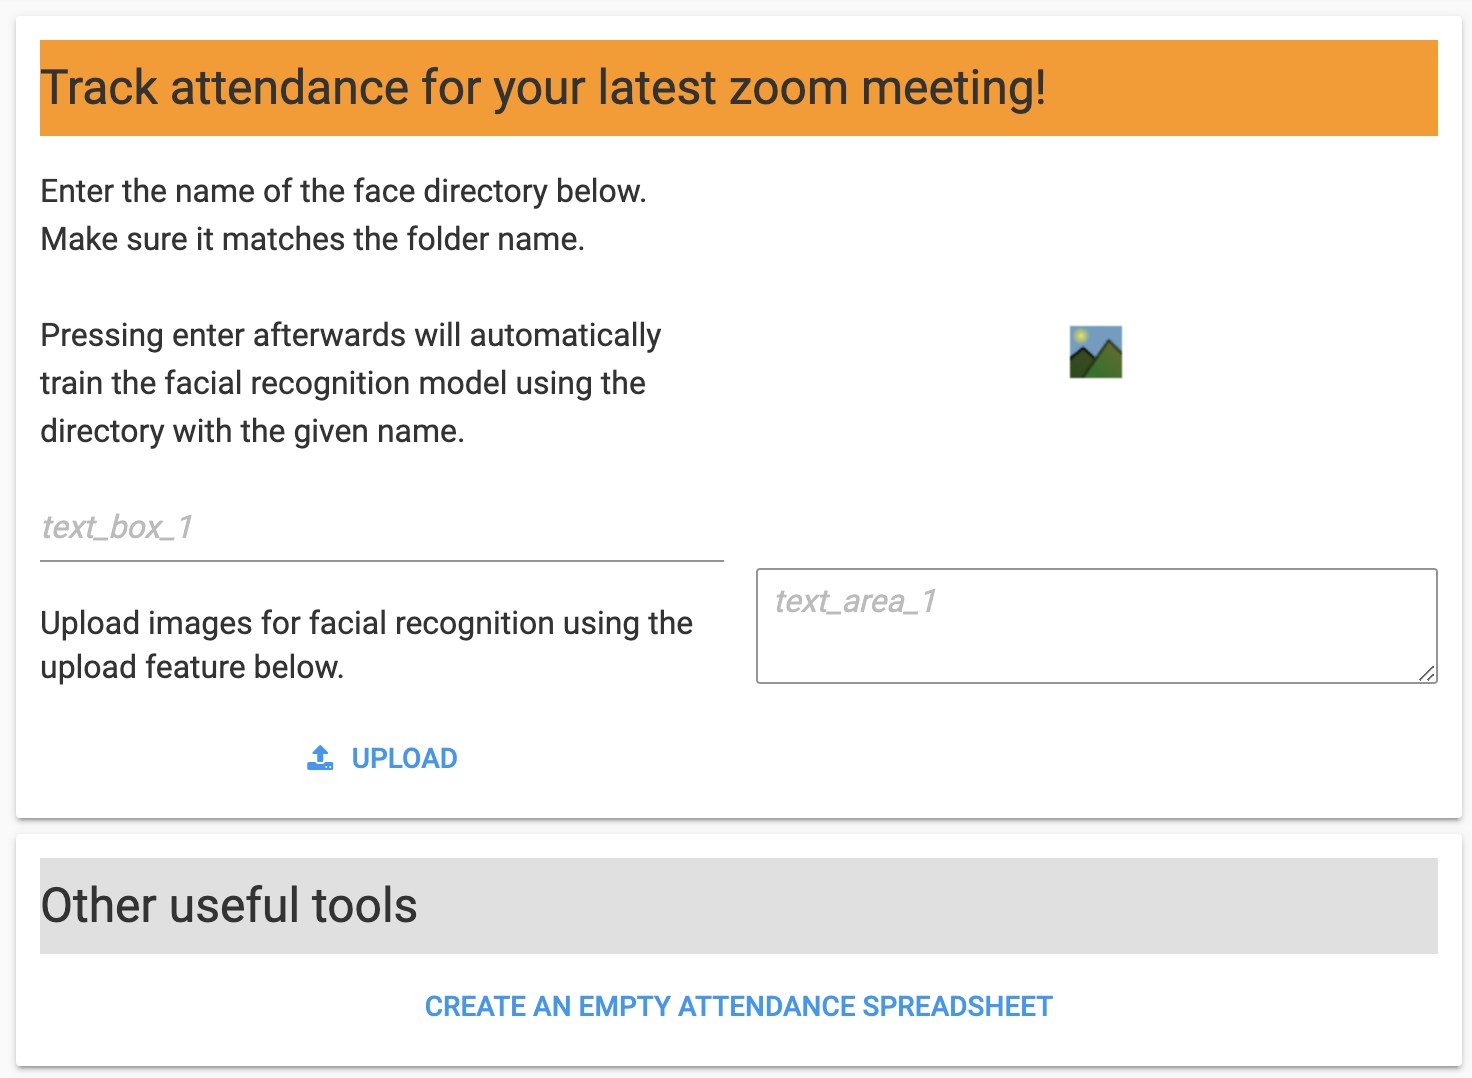 Track attendance for your latest zoom meeting!
Enter the name of the face directory below.
Make sure it matches the folder name.
Pressing enter afterwards will automatically
train the facial recognition model using the
directory with the given name.
text_box_1
Upload images for facial recognition using the
upload feature below.
text_area_1
UPLOAD
Other useful tools
CREATE AN EMPTY ATTENDANCE SPREADSHEET